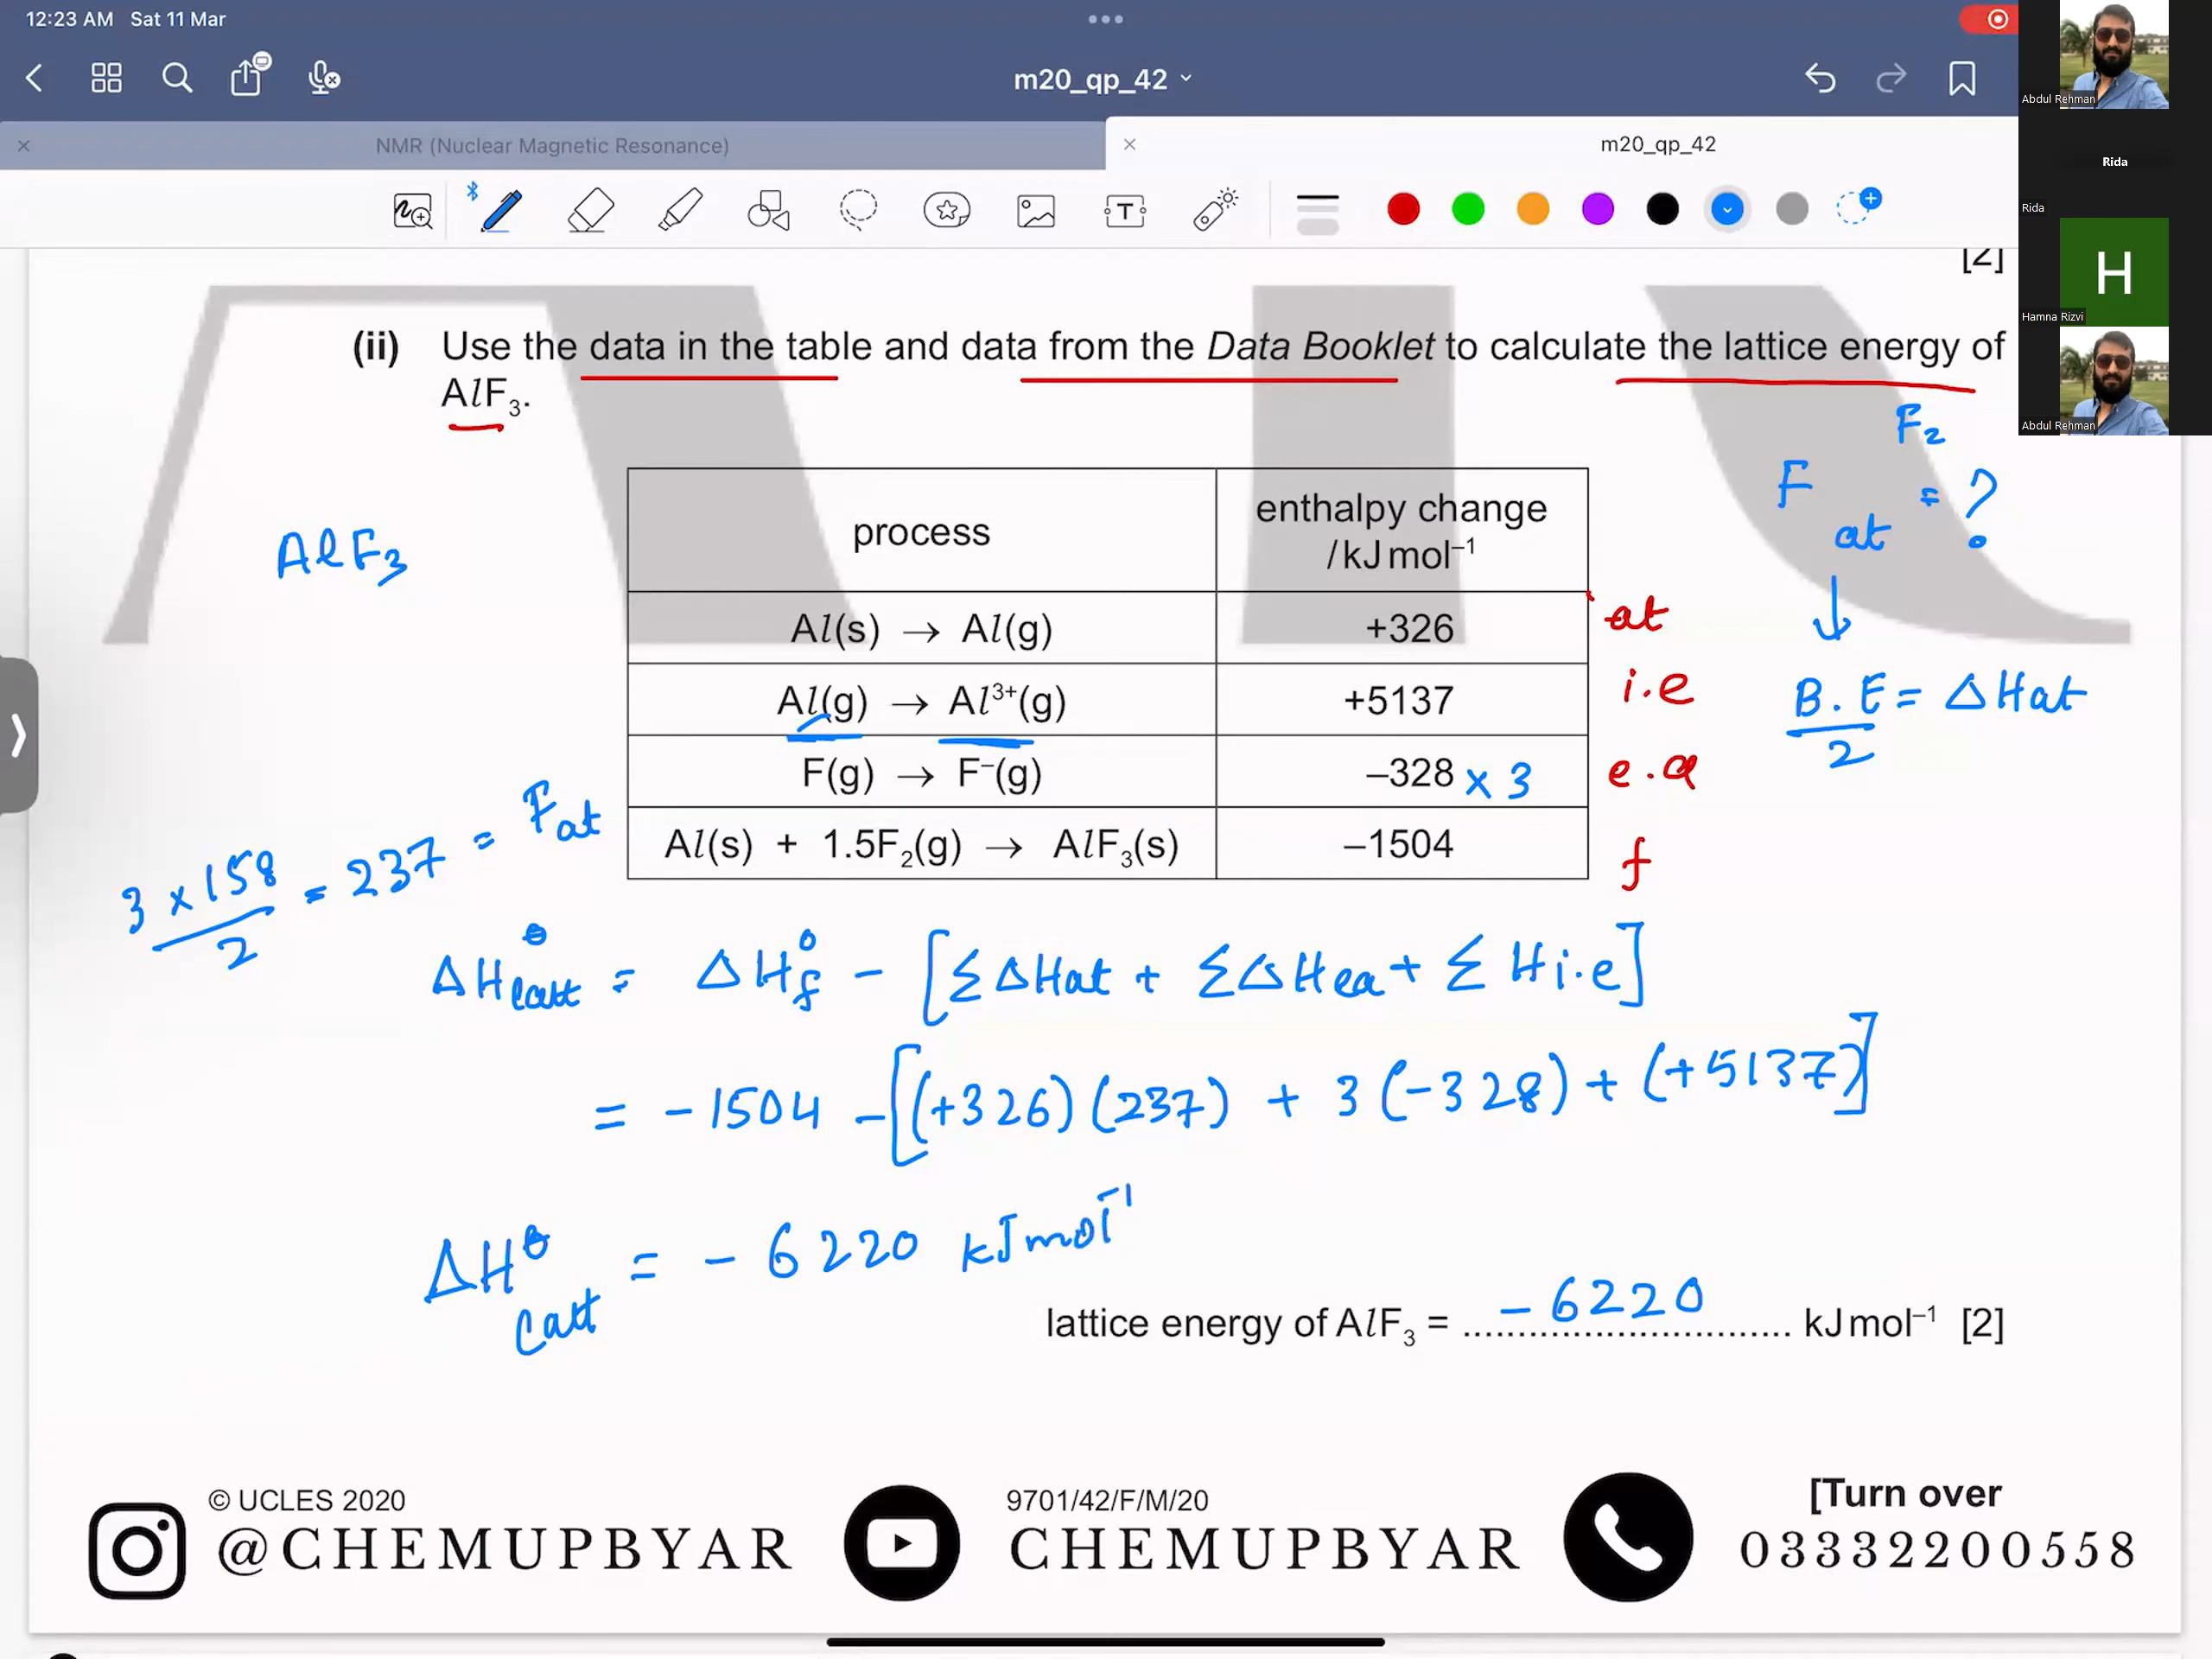 12:23 AM Sat 11 Mar
m20_qp_42
NMR (Nuclear Magnetic Resonance)
m20_qp_42
T
Abdul Rehman
Rida
Rida
H
Hamna Rizvi
Abdul Rehman
[2]
(ii) Use the data in the table and data from the Data Booklet to calculate the lattice energy of
AlF₃.
F₂
F at = ?
AlF₃
process
enthalpy change
/kJ mol⁻¹
Al(s) → Al(g) +326 at
Al(g) → Al³⁺(g) +5137 i.e
B.E/2 = ΔHat
F(g) → F⁻(g) –328 × 3 e.a
Al(s) + 1.5F₂(g) → AlF₃(s) –1504 f
3 × 158/2 = 237 = Fat
ΔH^θ latt = ΔH°f – [ΣΔHat + ΣΔHea + ΣHi.e]
= -1504 –[(+326)(237) + 3(-328) + (+5137)]
ΔH^θ latt = – 6220 kJmol⁻¹
lattice energy of AlF₃ = – 6220 kJ mol⁻¹ [2]
© UCLES 2020
9701/42/F/M/20
[Turn over
@CHEMUPBYAR
CHEMUPBYAR
03332200558